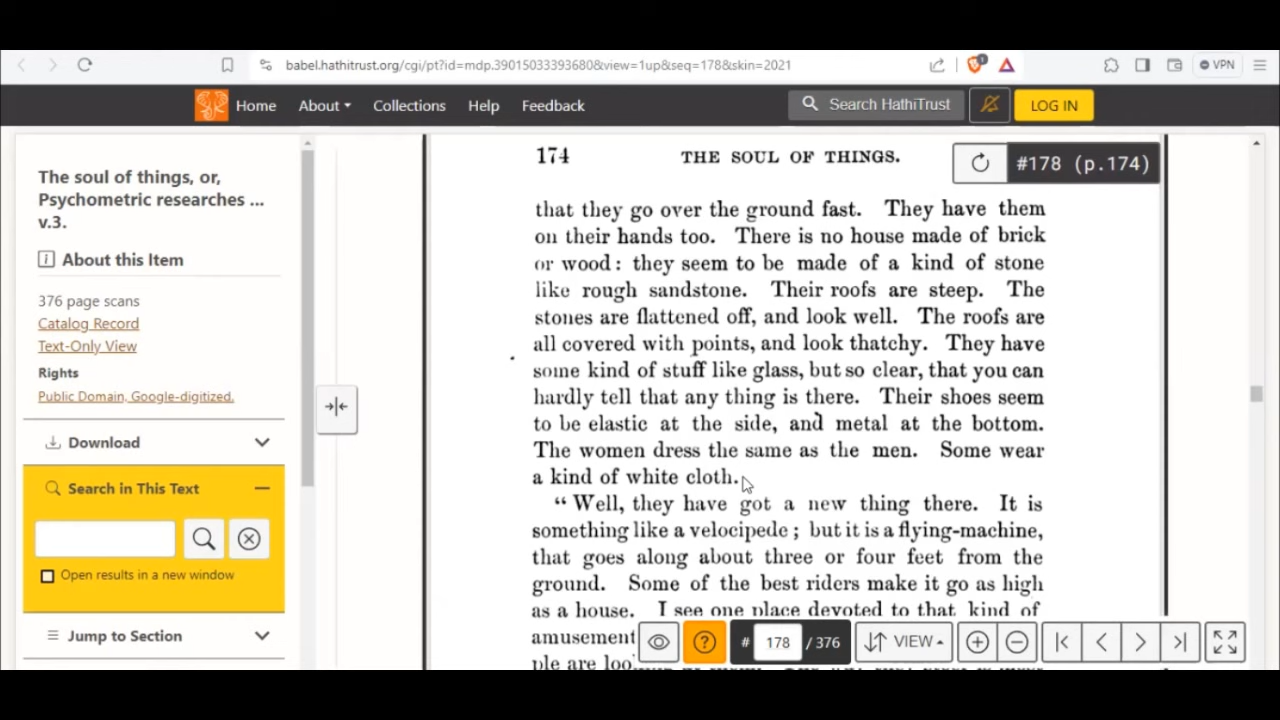 babel.hathitrust.org/cgi/pt?id=mdp.39015033393680&view=1up&seq=178&skin=2021
1
VPN
Home
About
Collections
Help
Feedback
Search HathiTrust
LOG IN
The soul of things, or,
Psychometric researches ...
v.3.
About this Item
376 page scans
Catalog Record
Text-Only View
Rights
Public Domain, Google-digitized.
Download
Search in This Text
Open results in a new window
Jump to Section
174 THE SOUL OF THINGS.
#178 (p.174)
that they go over the ground fast. They have them
on their hands too. There is no house made of brick
or wood: they seem to be made of a kind of stone
like rough sandstone. Their roofs are steep. The
stones are flattened off, and look well. The roofs are
all covered with points, and look thatchy. They have
some kind of stuff like glass, but so clear, that you can
hardly tell that any thing is there. Their shoes seem
to be elastic at the side, and metal at the bottom.
The women dress the same as the men. Some wear
a kind of white cloth.
“Well, they have got a new thing there. It is
something like a velocipede; but it is a flying-machine,
that goes along about three or four feet from the
ground. Some of the best riders make it go as high
as a house. I see one place devoted to that kind of
amusement
ple are
? # 178 / 376 VIEW